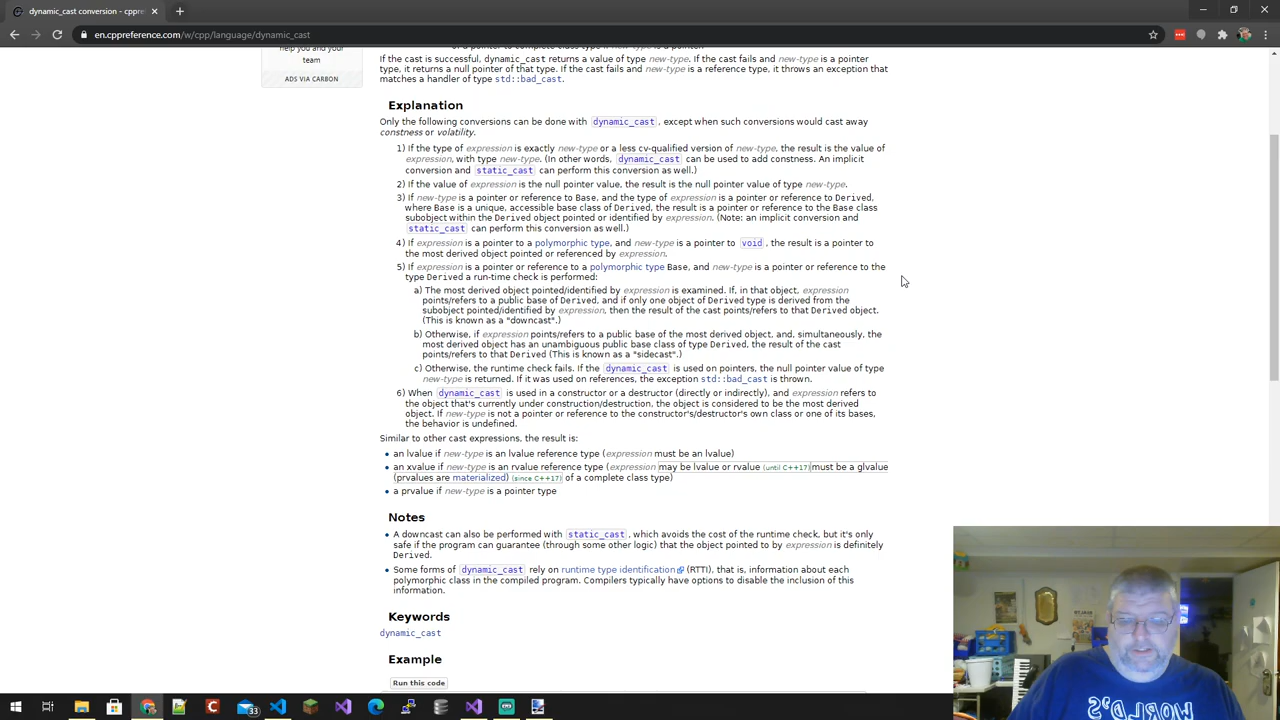 dynamic_cast conversion - cppre
en.cppreference.com/w/cpp/language/dynamic_cast
help you and your
team
ADS VIA CARBON
of a pointer to complete class type if new-type is a pointer.
If the cast is successful, dynamic_cast returns a value of type new-type. If the cast fails and new-type is a pointer
type, it returns a null pointer of that type. If the cast fails and new-type is a reference type, it throws an exception that
matches a handler of type std::bad_cast.
Explanation
Only the following conversions can be done with dynamic_cast, except when such conversions would cast away
constness or volatility.
1) If the type of expression is exactly new-type or a less cv-qualified version of new-type, the result is the value of
expression, with type new-type. (In other words, dynamic_cast can be used to add constness. An implicit
conversion and static_cast can perform this conversion as well.)
2) If the value of expression is the null pointer value, the result is the null pointer value of type new-type.
3) If new-type is a pointer or reference to Base, and the type of expression is a pointer or reference to Derived,
where Base is a unique, accessible base class of Derived, the result is a pointer or reference to the Base class
subobject within the Derived object pointed or identified by expression. (Note: an implicit conversion and
static_cast can perform this conversion as well.)
4) If expression is a pointer to a polymorphic type, and new-type is a pointer to void, the result is a pointer to
the most derived object pointed or referenced by expression.
5) If expression is a pointer or reference to a polymorphic type Base, and new-type is a pointer or reference to the
type Derived a run-time check is performed:
a) The most derived object pointed/identified by expression is examined. If, in that object, expression
points/refers to a public base of Derived, and if only one object of Derived type is derived from the
subobject pointed/identified by expression, then the result of the cast points/refers to that Derived object.
(This is known as a "downcast".)
b) Otherwise, if expression points/refers to a public base of the most derived object, and, simultaneously, the
most derived object has an unambiguous public base class of type Derived, the result of the cast
points/refers to that Derived (This is known as a "sidecast".)
c) Otherwise, the runtime check fails. If the dynamic_cast is used on pointers, the null pointer value of type
new-type is returned. If it was used on references, the exception std::bad_cast is thrown.
6) When dynamic_cast is used in a constructor or a destructor (directly or indirectly), and expression refers to
the object that's currently under construction/destruction, the object is considered to be the most derived
object. If new-type is not a pointer or reference to the constructor's/destructor's own class or one of its bases,
the behavior is undefined.
Similar to other cast expressions, the result is:
• an lvalue if new-type is an lvalue reference type (expression must be an lvalue)
• an xvalue if new-type is an rvalue reference type (expression may be lvalue or rvalue (until C++17) must be a glvalue
(prvalues are materialized) (since C++17) of a complete class type)
• a prvalue if new-type is a pointer type
Notes
• A downcast can also be performed with static_cast, which avoids the cost of the runtime check, but it's only
safe if the program can guarantee (through some other logic) that the object pointed to by expression is definitely
Derived.
• Some forms of dynamic_cast rely on runtime type identification (RTTI), that is, information about each
polymorphic class in the compiled program. Compilers typically have options to disable the inclusion of this
information.
Keywords
dynamic_cast
Example
Run this code
33
WORLD'S